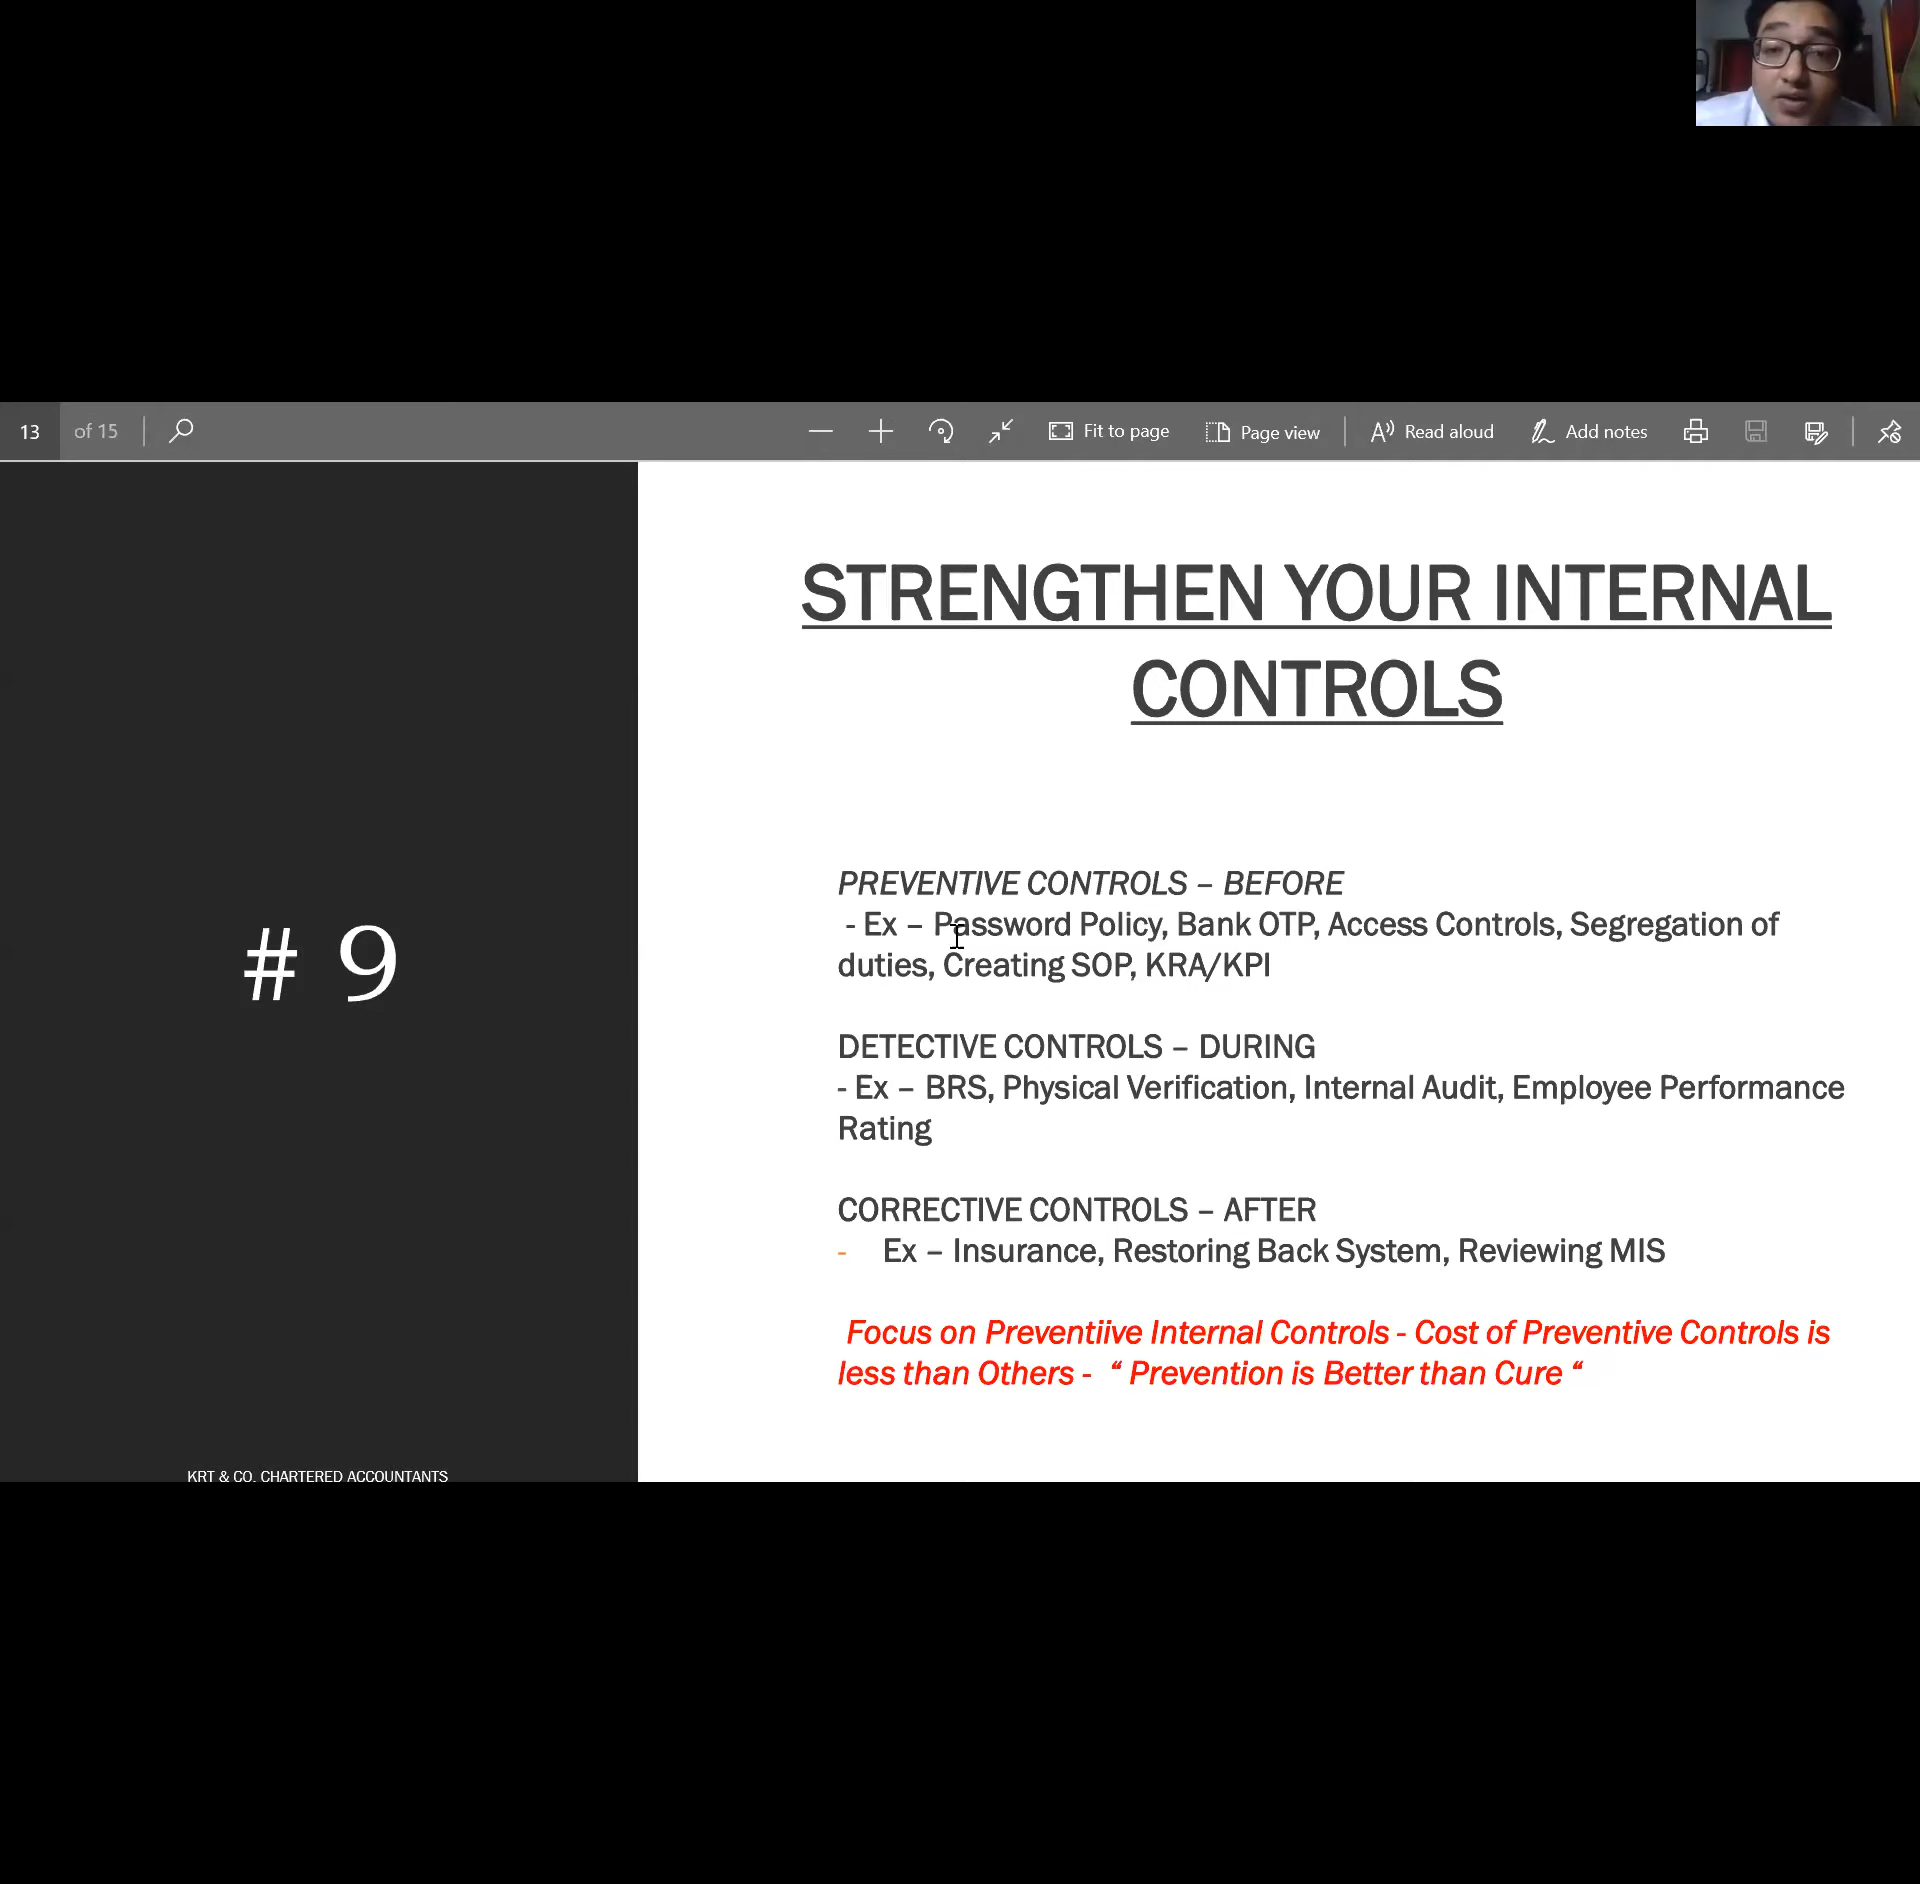 13 of 15 Fit to page Page view Read aloud Add notes
STRENGTHEN YOUR INTERNAL
CONTROLS
# 9
PREVENTIVE CONTROLS – BEFORE
- Ex – Password Policy, Bank OTP, Access Controls, Segregation of
duties, Creating SOP, KRA/KPI
DETECTIVE CONTROLS – DURING
- Ex – BRS, Physical Verification, Internal Audit, Employee Performance
Rating
CORRECTIVE CONTROLS – AFTER
- Ex – Insurance, Restoring Back System, Reviewing MIS
Focus on Preventiive Internal Controls - Cost of Preventive Controls is
less than Others - “ Prevention is Better than Cure “
KRT & CO. CHARTERED ACCOUNTANTS